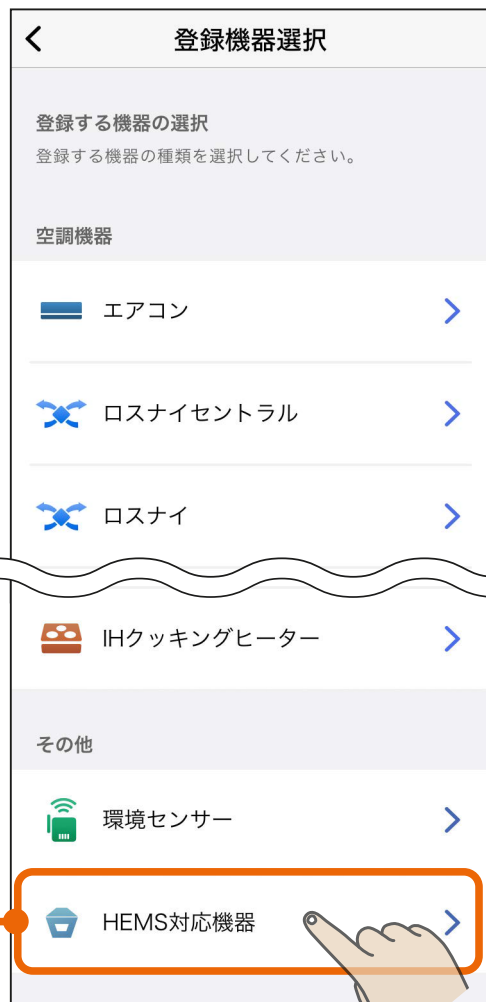 登録機器選択
登録する機器の選択
登録する機器の種類を選択してください。
空調機器
エアコン
ロスナイセントラル
ロスナイ
IHクッキングヒーター
その他
環境センサー
HEMS対応機器